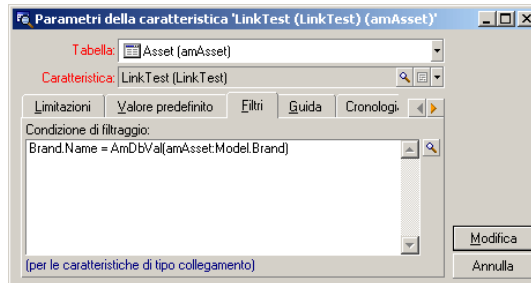 Parametri della caratteristica 'LinkTest (LinkTest) (amAsset)'
Tabella: Asset (amAsset)
Caratteristica: LinkTest (LinkTest)
Limitazioni Valore predefinito Filtri Guida Cronologi
Condizione di filtraggio:
Brand.Name = AmDbVal(amAsset:Model.Brand)
Modifica
(per le caratteristiche di tipo collegamento) Annulla